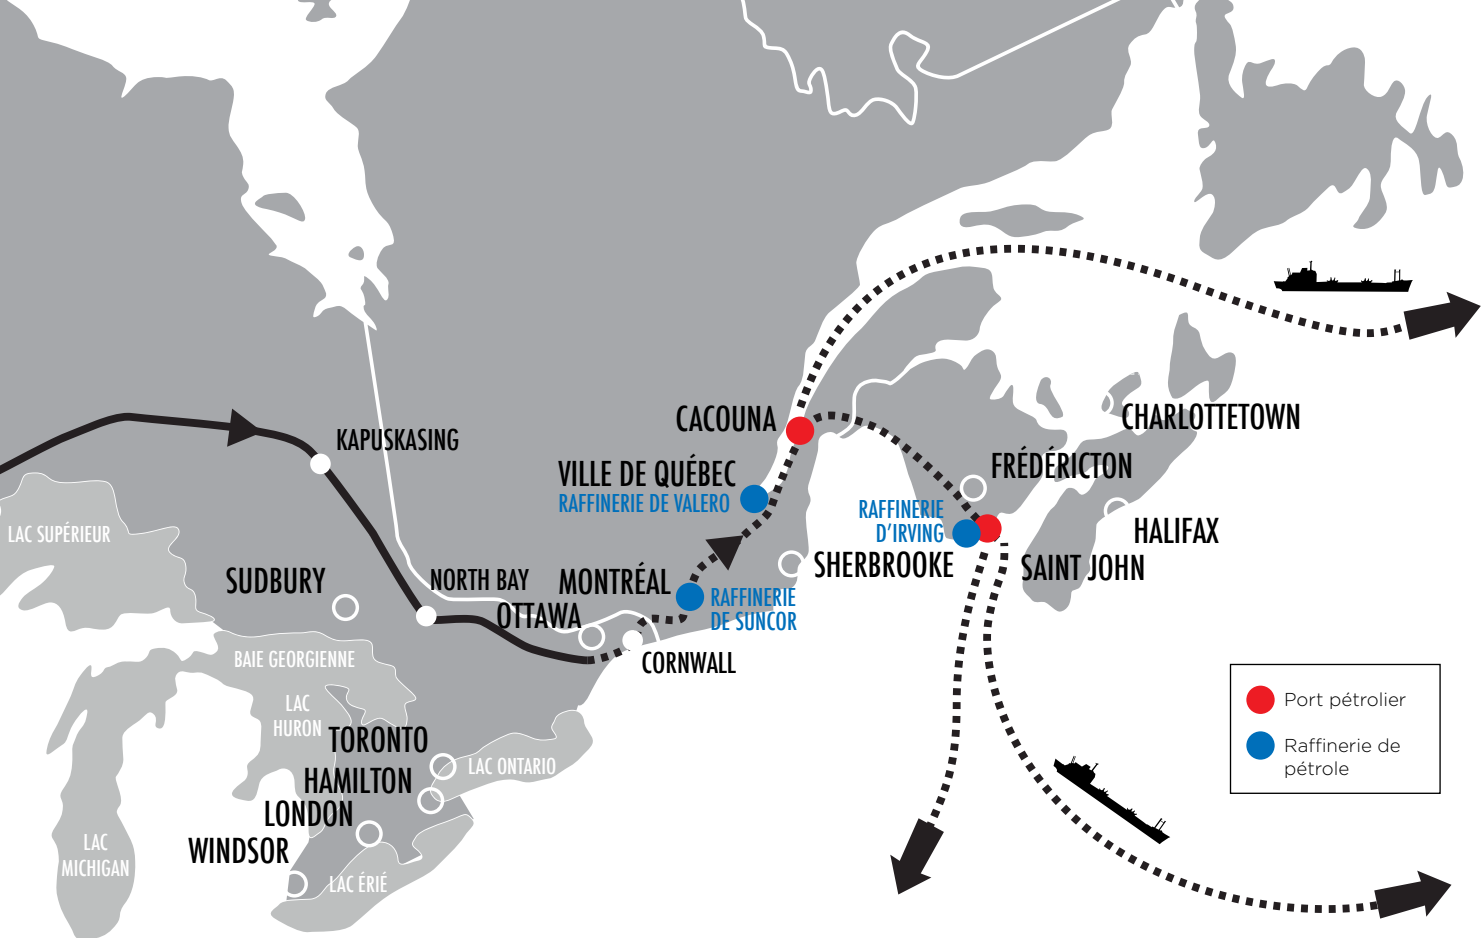 CACOUNA
CHARLOTTETOWN
KAPUSKASING
VILLE DE QUÉBEC
RAFFINERIE DE VALERO
FRÉDÉRICTON
RAFFINERIE
D'IRVING
HALIFAX
LAC SUPÉRIEUR
SUDBURY
NORTH BAY
MONTRÉAL
SHERBROOKE
SAINT JOHN
OTTAWA
RAFFINERIE
DE SUNCOR
CORNWALL
BAIE GEORGIENNE
LAC
HURON
TORONTO
LAC ONTARIO
HAMILTON
LONDON
WINDSOR
LAC
MICHIGAN
LAC ÉRIÉ
Port pétrolier
Raffinerie de
pétrole